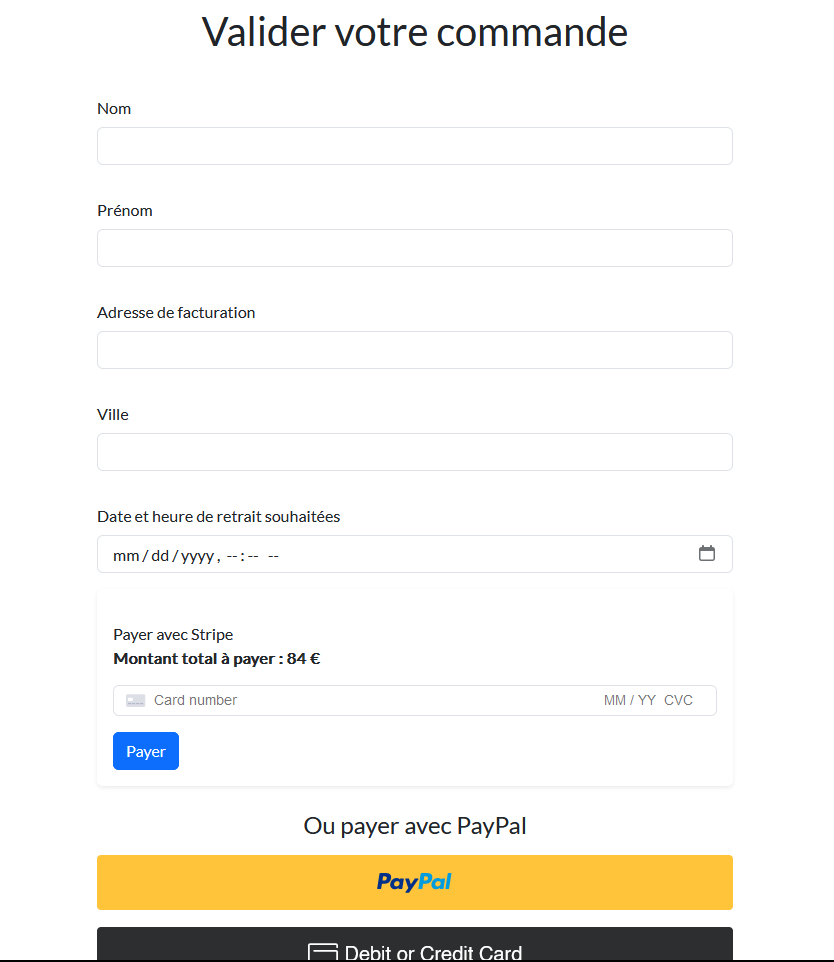 Valider votre commande
Nom
Prénom
Adresse de facturation
Ville
Date et heure de retrait souhaitées
mm/dd/yyyy, --:-- --
Payer avec Stripe
Montant total à payer : 84 €
Card number MM / YY CVC
Payer
Ou payer avec PayPal
PayPal
Debit or Credit Card